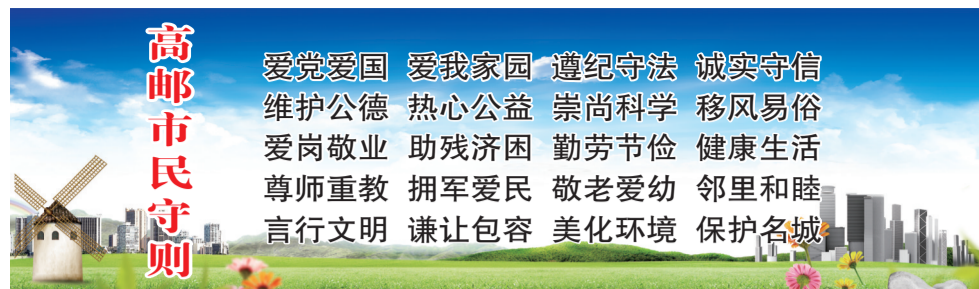 高邮市民守则
爱党爱国 爱我家园 遵纪守法 诚实守信
维护公德 热心公益 崇尚科学 移风易俗
爱岗敬业 助残济困 勤劳节俭 健康生活
尊师重教 拥军爱民 敬老爱幼 邻里和睦
言行文明 谦让包容 美化环境 保护名城